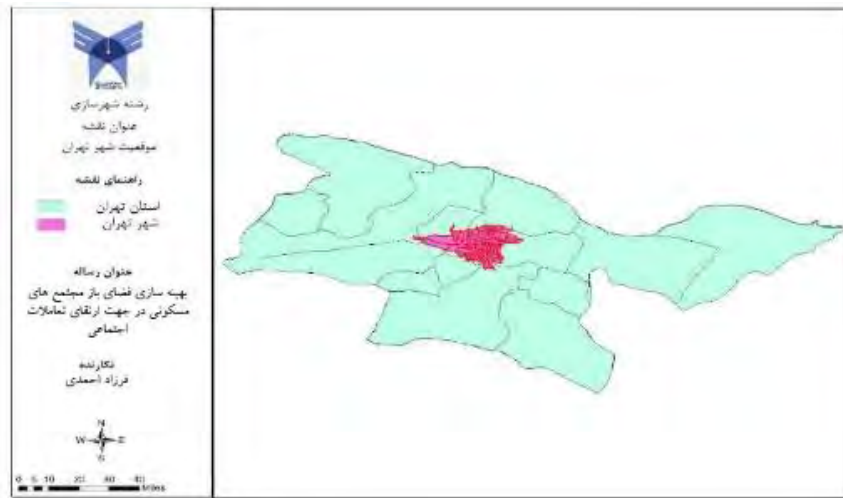 رشته شهرسازی
عنوان نقشه
موقعیت شهر تهران
راهنمای نقشه
استان تهران
شهر تهران
عنوان رساله
بهینه سازی فضای باز مجتمع های
مسکونی در جهت ارتقای تعاملات
اجتماعی
نگارنده
فرزاد احمدی
N
W E
S
0 5 10 20 30 40
Miles